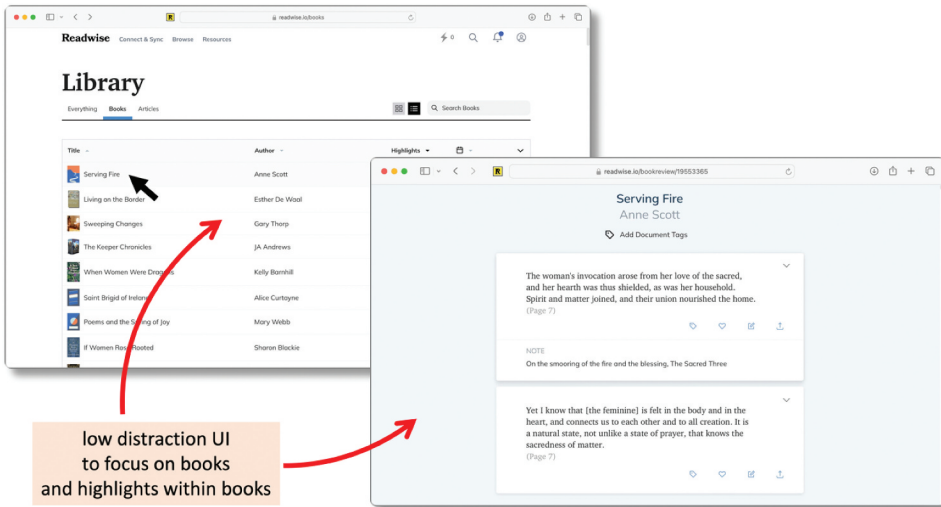 readwise.io/books
Readwise Connect & Sync Browse Resources
0
Library
Everything Books Articles
Search Books
Title Author Highlights
Serving Fire Anne Scott
Living on the Border Esther De Waal
Sweeping Changes Gary Thorp
The Keeper Chronicles JA Andrews
When Women Were Dragons Kelly Barnhill
Saint Brigid of Ireland Alice Curtayne
Poems and the Spring of Joy Mary Webb
If Women Rose Rooted Sharon Blackie
low distraction UI
to focus on books
and highlights within books
R
readwise.io/bookreview/19553365
Serving Fire
Anne Scott
Add Document Tags
The woman's invocation arose from her love of the sacred,
and her hearth was thus shielded, as was her household.
Spirit and matter joined, and their union nourished the home.
(Page 7)
NOTE
On the smooring of the fire and the blessing, The Sacred Three
Yet I know that [the feminine] is felt in the body and in the
heart, and connects us to each other and to all creation. It is
a natural state, not unlike a state of prayer, that knows the
sacredness of matter.
(Page 7)